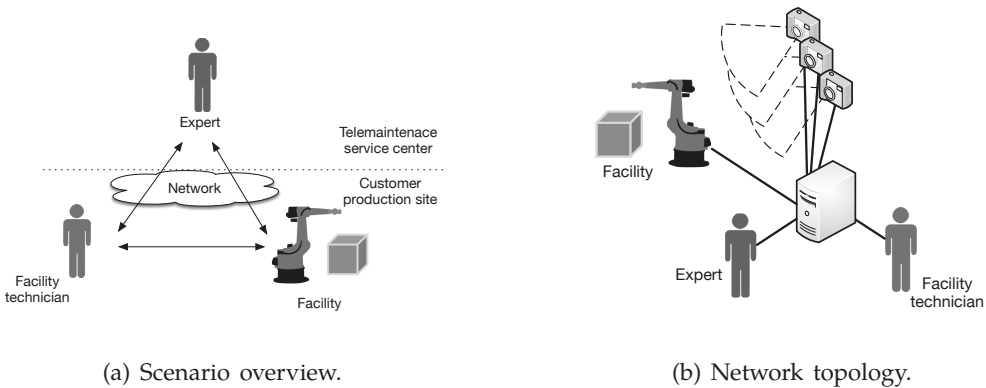 Expert
Telemaintenace
service center
Network
Customer
production site
Facility
technician
Facility
(a) Scenario overview.
Facility
Expert
Facility
technician
(b) Network topology.